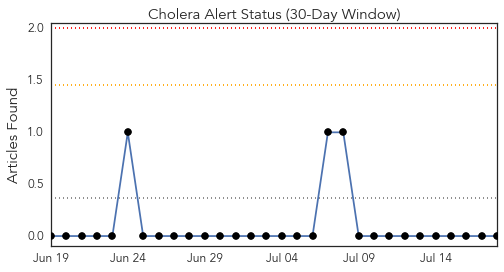 Cholera Alert Status (30-Day Window)
2.0
1.5
1.0
0.5
0.0
Articles Found
Jun 19 Jun 24 Jun 29 Jul 04 Jul 09 Jul 14